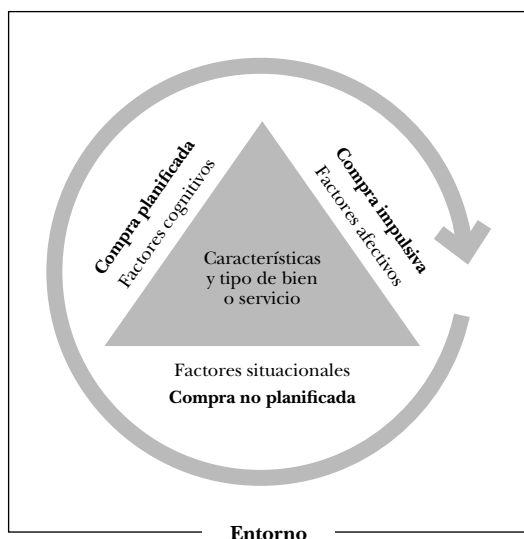 Compra planificada
Factores cognitivos
Compra impulsiva
Factores afectivos
Características
y tipo de bien
o servicio
Factores situacionales
Compra no planificada
Entorno